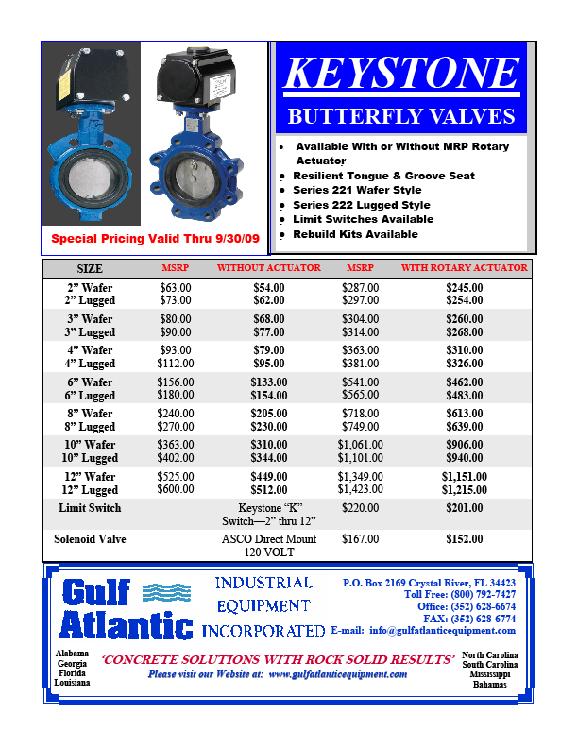 KEYSTONE
BUTTERFLY VALVES
• Available With or Without MRP Rotary
Actuator
• Resilient Tongue & Groove Seat
• Series 221 Wafer Style
• Series 222 Lugged Style
• Limit Switches Available
• Rebuild Kits Available
Special Pricing Valid Thru 9/30/09
SIZE MSRP WITHOUT ACTUATOR MSRP WITH ROTARY ACTUATOR
2” Wafer $63.00 $54.00 $287.00 $245.00
2” Lugged $73.00 $62.00 $297.00 $254.00
3” Wafer $80.00 $68.00 $304.00 $260.00
3” Lugged $90.00 $77.00 $314.00 $268.00
4” Wafer $93.00 $79.00 $363.00 $310.00
4” Lugged $112.00 $95.00 $381.00 $326.00
6” Wafer $156.00 $133.00 $541.00 $462.00
6” Lugged $180.00 $154.00 $565.00 $483.00
8” Wafer $240.00 $205.00 $718.00 $613.00
8” Lugged $270.00 $230.00 $749.00 $639.00
10” Wafer $363.00 $310.00 $1,061.00 $906.00
10” Lugged $402.00 $344.00 $1,101.00 $940.00
12” Wafer $525.00 $449.00 $1,349.00 $1,151.00
12” Lugged $600.00 $512.00 $1,423.00 $1,215.00
Limit Switch Keystone “K” $220.00 $201.00
Switch—2” thru 12”
Solenoid Valve ASCO Direct Mount $167.00 $152.00
120 VOLT
Gulf
Atlantic
INDUSTRIAL
EQUIPMENT
INCORPORATED
P.O. Box 2169 Crystal River, FL 34423
Toll Free: (800) 792-7427
Office: (352) 628-6674
FAX: (352) 628-6774
E-mail: info@gulfatlanticequipment.com
Alabama
Georgia
Florida
Louisiana
‘CONCRETE SOLUTIONS WITH ROCK SOLID RESULTS’
Please visit our Website at: www.gulfatlanticequipment.com
North Carolina
South Carolina
Mississippi
Bahamas